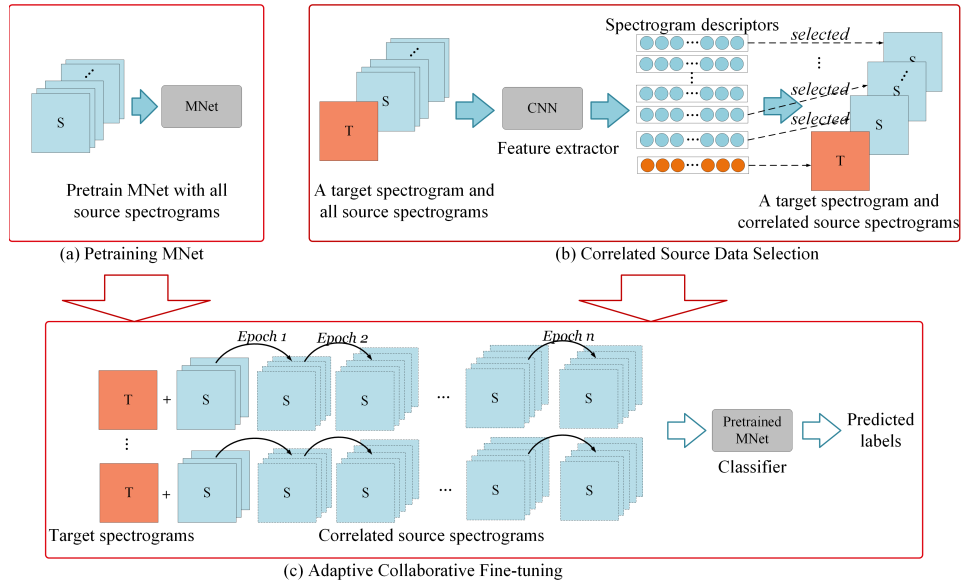 S
MNet
Pretrain MNet with all
source spectrograms
(a) Petraining MNet
S
T
A target spectrogram and
all source spectrograms
CNN
Feature extractor
Spectrogram descriptors
selected
selected
selected
S
S
S
T
A target spectrogram and
correlated source spectrograms
(b) Correlated Source Data Selection
Epoch 1
Epoch 2
Epoch n
T + S S S ... S S
⋮
T + S S S ... S S
Target spectrograms
Correlated source spectrograms
Pretrained
MNet
Classifier
Predicted
labels
(c) Adaptive Collaborative Fine-tuning